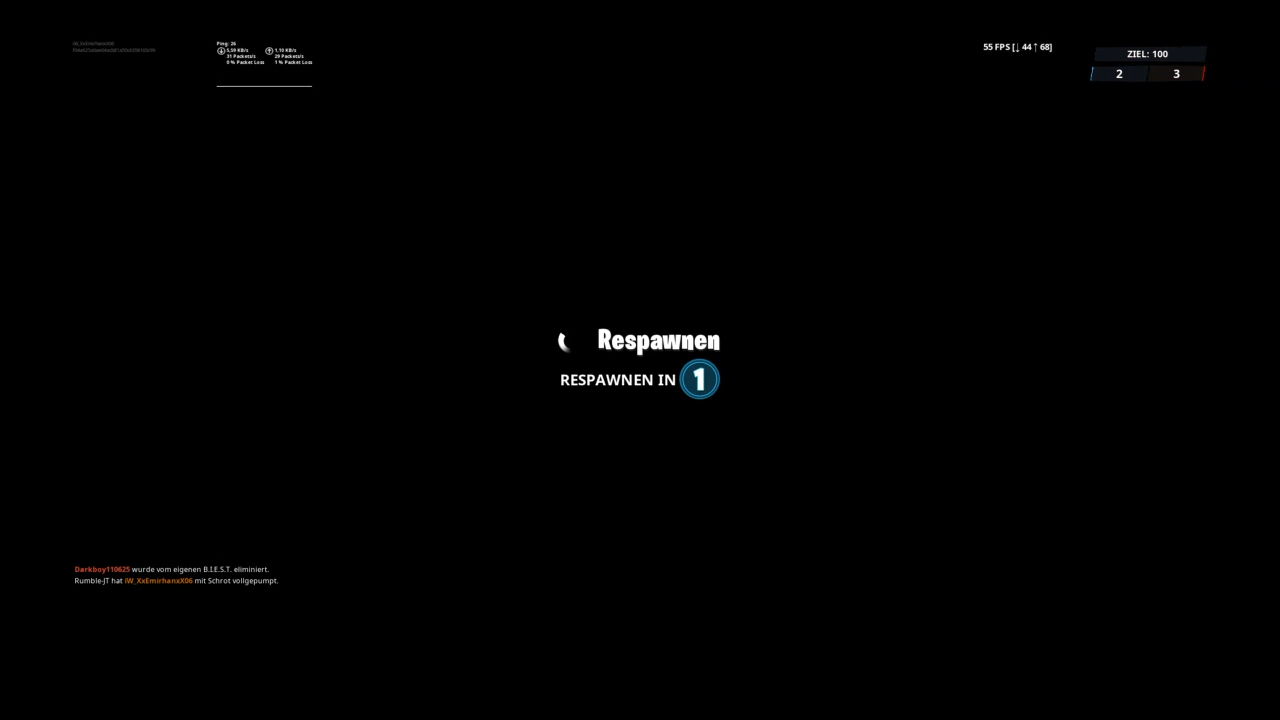 iW_XxEmirhanxX06
Ping: 26
5,59 KB/s 1,10 KB/s
31 Packets/s 29 Packets/s
0 % Packet Loss 1 % Packet Loss
55 FPS [↓ 44 ↑ 68]
ZIEL: 100
2 3
Respawnen
RESPAWNEN IN 1
Darkboy110625 wurde vom eigenen B.I.E.S.T. eliminiert.
Rumble-JT hat iW_XxEmirhanxX06 mit Schrot vollgepumpt.